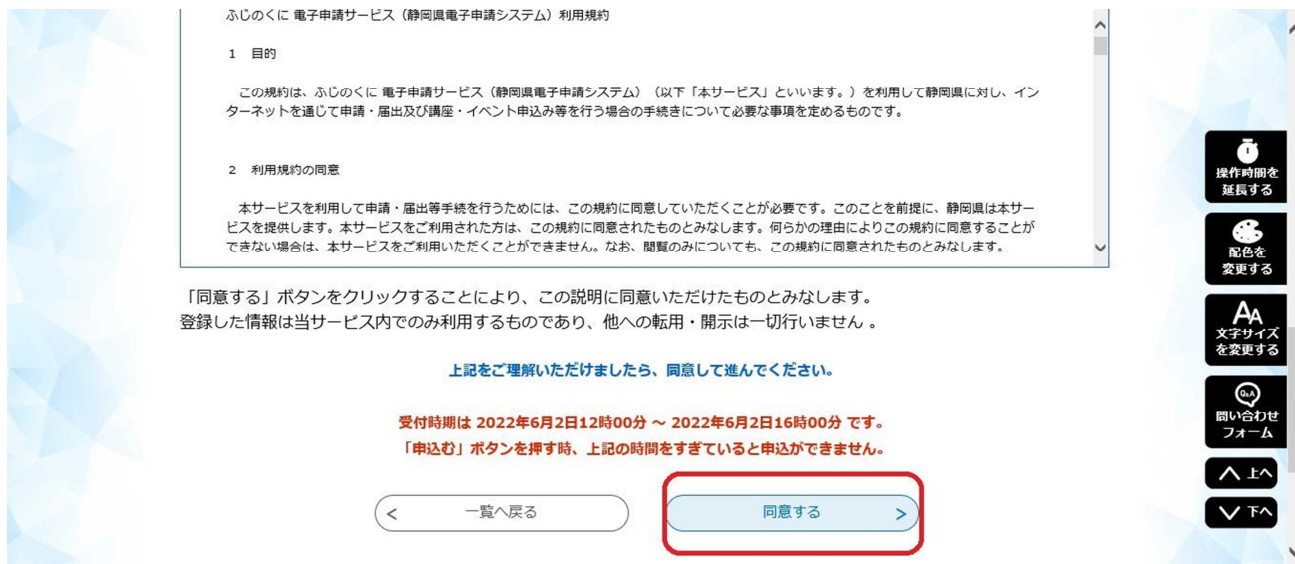 ふじのくに 電子申請サービス（静岡県電子申請システム）利用規約
1　目的
この規約は、ふじのくに 電子申請サービス（静岡県電子申請システム）（以下「本サービス」といいます。）を利用して静岡県に対し、イン
ターネットを通じて申請・届出及び講座・イベント申込み等を行う場合の手続きについて必要な事項を定めるものです。
2　利用規約の同意
本サービスを利用して申請・届出等手続を行うためには、この規約に同意していただくことが必要です。このことを前提に、静岡県は本サー
ビスを提供します。本サービスをご利用された方は、この規約に同意されたものとみなします。何らかの理由によりこの規約に同意することが
できない場合は、本サービスをご利用いただくことができません。なお、閲覧のみについても、この規約に同意されたものとみなします。
「同意する」ボタンをクリックすることにより、この説明に同意いただけたものとみなします。
登録した情報は当サービス内でのみ利用するものであり、他への転用・開示は一切行いません 。
上記をご理解いただけましたら、同意して進んでください。
受付時期は 2022年6月2日12時00分 ～ 2022年6月2日16時00分 です。
「申込む」ボタンを押す時、上記の時間をすぎていると申込ができません。
一覧へ戻る
同意する
操作時間を
延長する
配色を
変更する
AA
文字サイズ
を変更する
Q&A
問い合わせ
フォーム
上へ
下へ